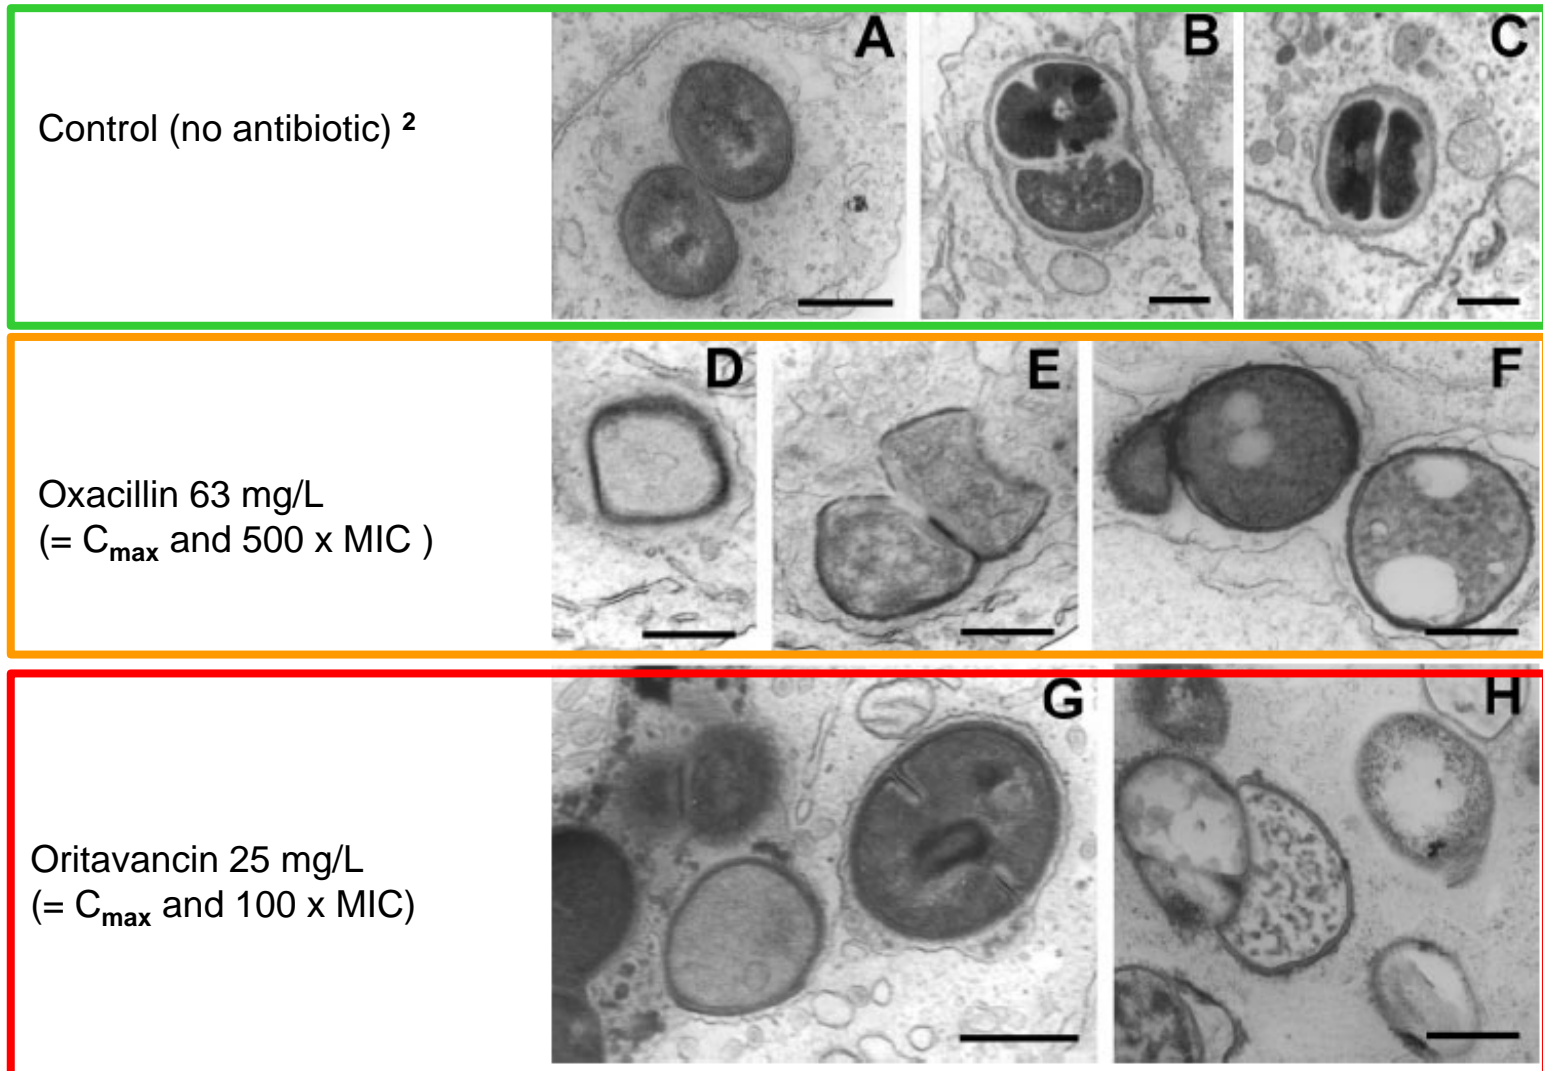 Control (no antibiotic) 2
A
B
C
Oxacillin 63 mg/L
(= Cmax and 500 x MIC )
D
E
F
Oritavancin 25 mg/L
(= Cmax and 100 x MIC)
G
H